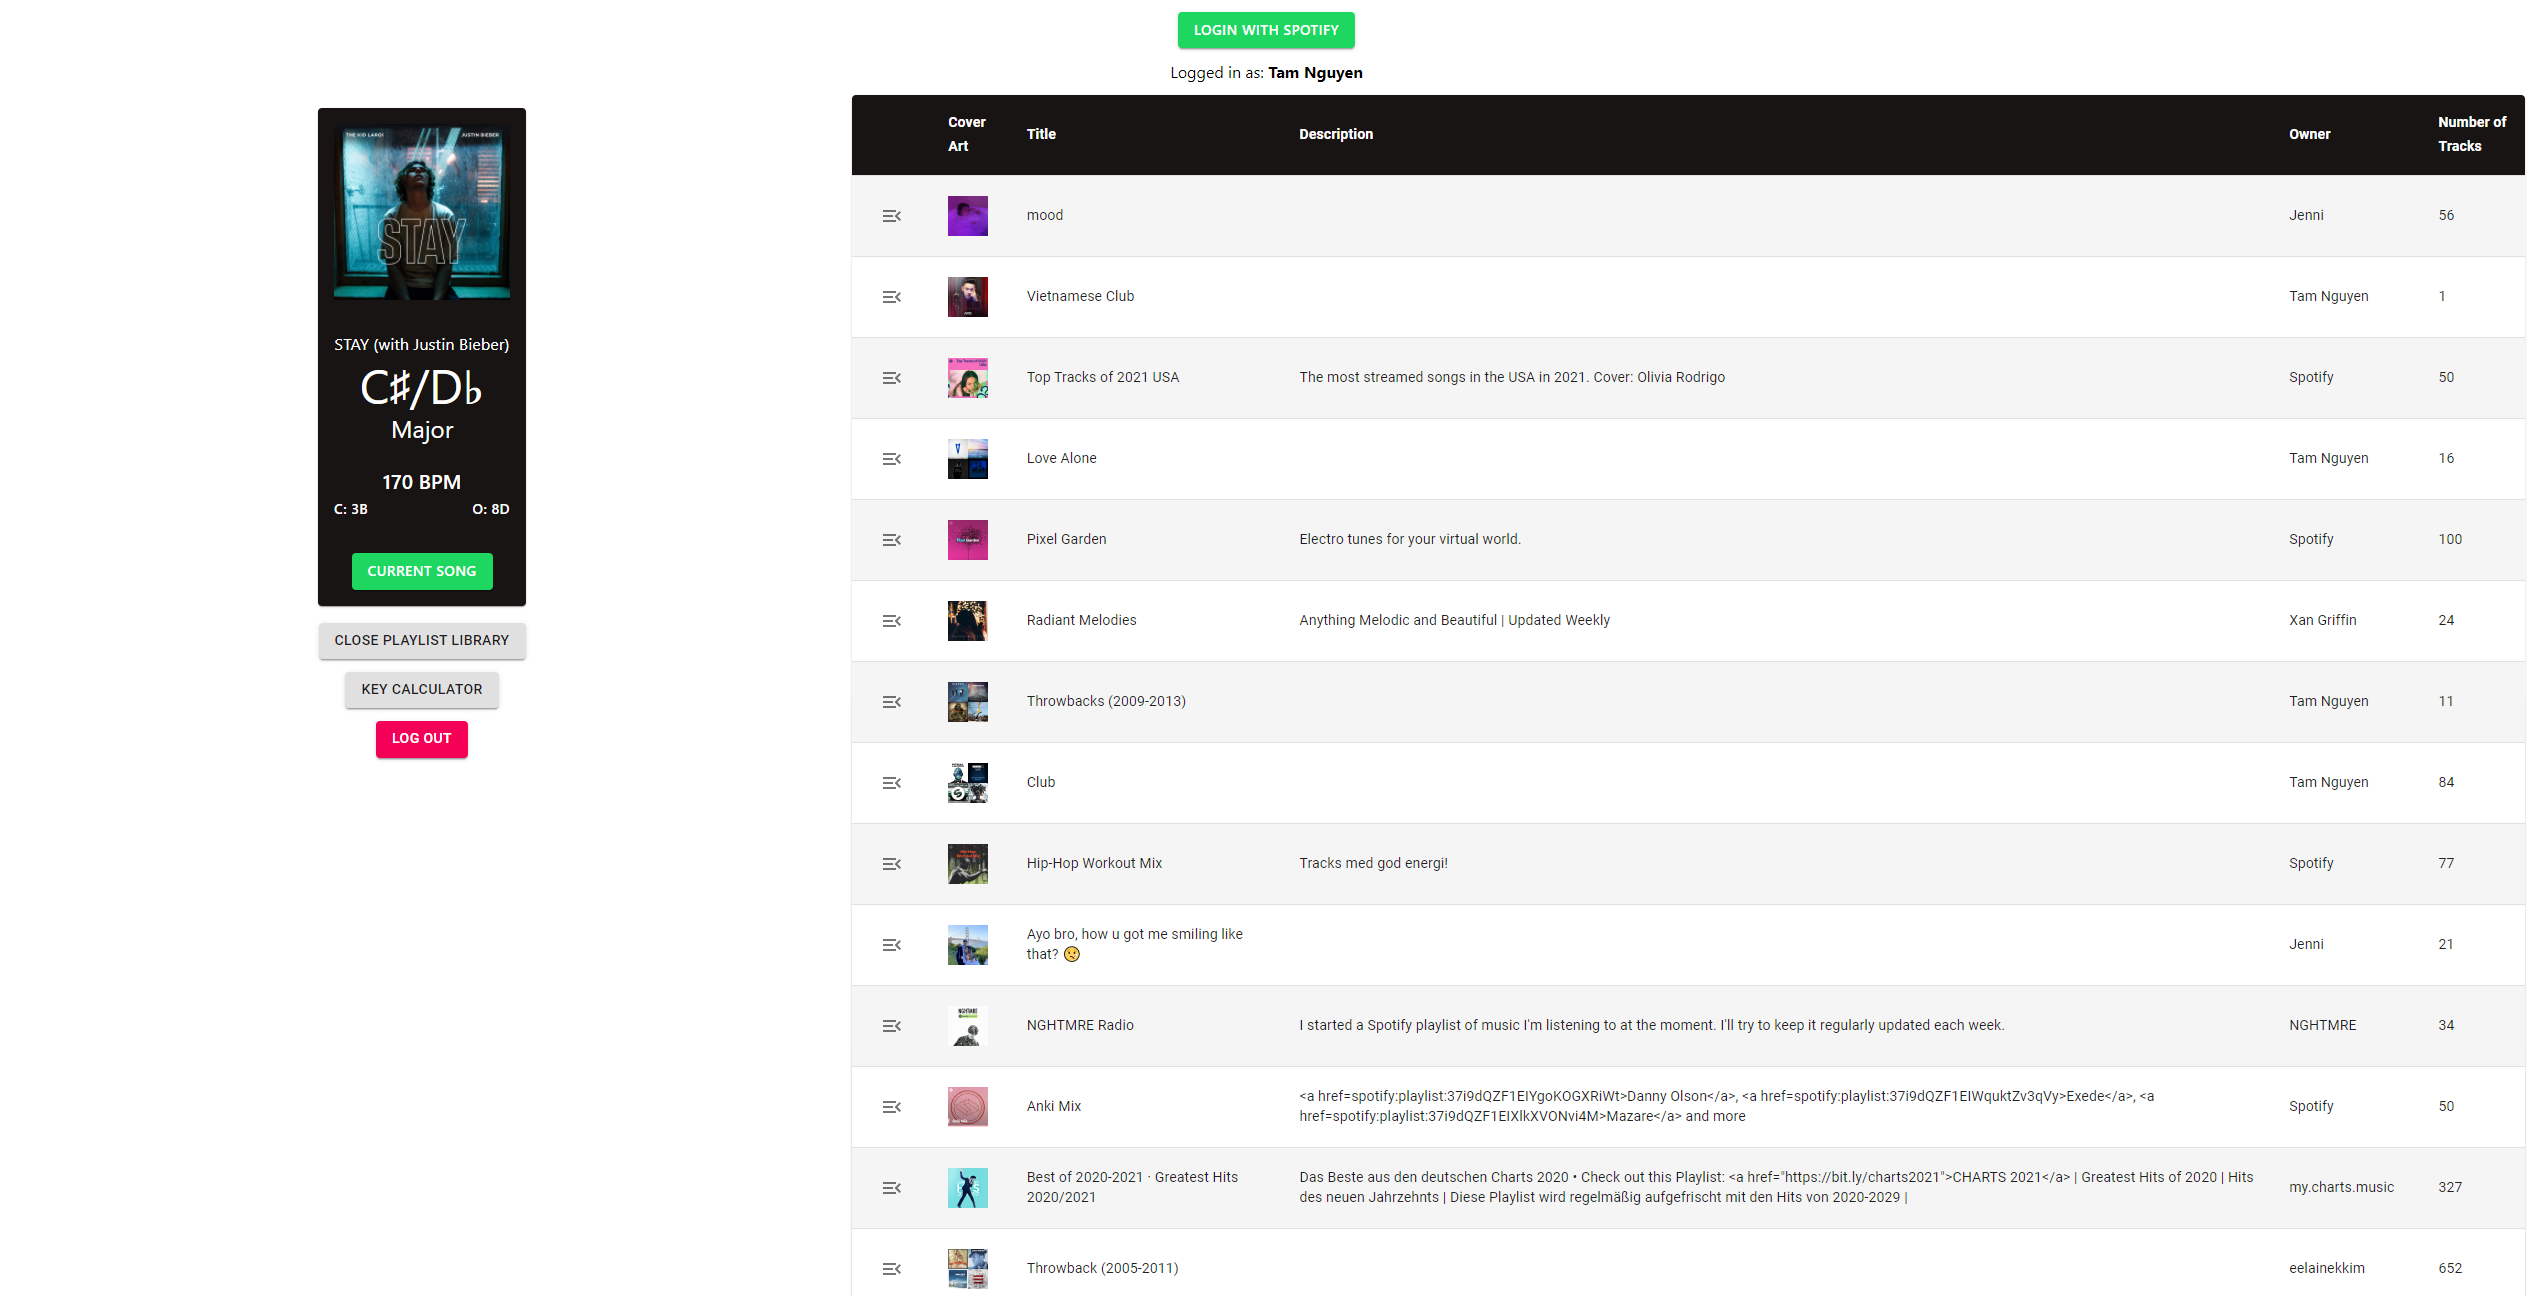 LOGIN WITH SPOTIFY
Logged in as: Tam Nguyen
THE KID LAROI JUSTIN BIEBER
STAY
STAY (with Justin Bieber)
C♯/D♭
Major
170 BPM
C: 3B O: 8D
CURRENT SONG
CLOSE PLAYLIST LIBRARY
KEY CALCULATOR
LOG OUT
Cover Art Title Description Owner Number of Tracks
mood Jenni 56
Vietnamese Club Tam Nguyen 1
Top Tracks of 2021 USA The most streamed songs in the USA in 2021. Cover: Olivia Rodrigo Spotify 50
Love Alone Tam Nguyen 16
Pixel Garden Electro tunes for your virtual world. Spotify 100
Radiant Melodies Anything Melodic and Beautiful | Updated Weekly Xan Griffin 24
Throwbacks (2009-2013) Tam Nguyen 11
Club Tam Nguyen 84
Hip-Hop Workout Mix Tracks med god energi! Spotify 77
Ayo bro, how u got me smiling like
that? 😢 Jenni 21
NGHTMRE
NGHTMRE Radio I started a Spotify playlist of music I'm listening to at the moment. I'll try to keep it regularly updated each week. NGHTMRE 34
Anki Mix <a href=spotify:playlist:37i9dQZF1EIYgoKOGXRiWt>Danny Olson</a>, <a href=spotify:playlist:37i9dQZF1EIWquktZv3qVy>Exede</a>, <a
href=spotify:playlist:37i9dQZF1EIXlkXVONvi4M>Mazare</a> and more Spotify 50
Best of 2020-2021 · Greatest Hits
2020/2021
Das Beste aus den deutschen Charts 2020 • Check out this Playlist: <a href="https://bit.ly/charts2021">CHARTS 2021</a> | Greatest Hits of 2020 | Hits
des neuen Jahrzehnts | Diese Playlist wird regelmäßig aufgefrischt mit den Hits von 2020-2029 |
my.charts.music 327
Throwback (2005-2011) eelainekkim 652